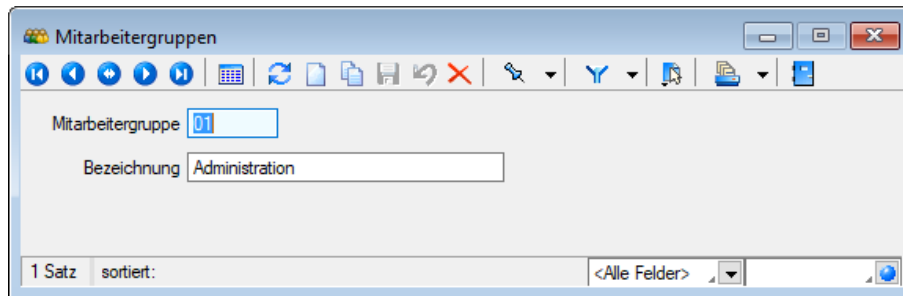 Mitarbeitergruppen
Mitarbeitergruppe 01
Bezeichnung Administration
1 Satz sortiert: <Alle Felder>